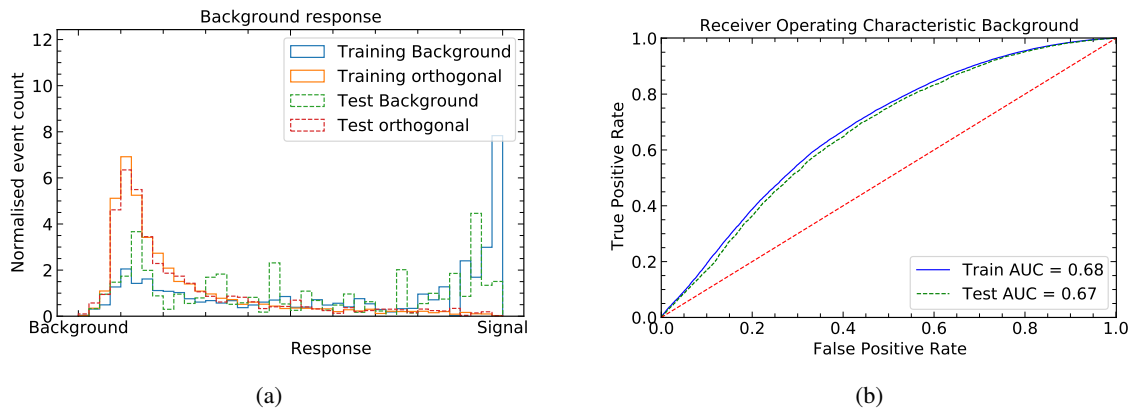 Background response
12
10
8
6
4
2
0
Normalised event count
Training Background
Training orthogonal
Test Background
Test orthogonal
Background
Signal
Response
(a)
Receiver Operating Characteristic Background
1.0
0.8
0.6
0.4
0.2
0.0
True Positive Rate
Train AUC = 0.68
Test AUC = 0.67
0.0 0.2 0.4 0.6 0.8 1.0
False Positive Rate
(b)